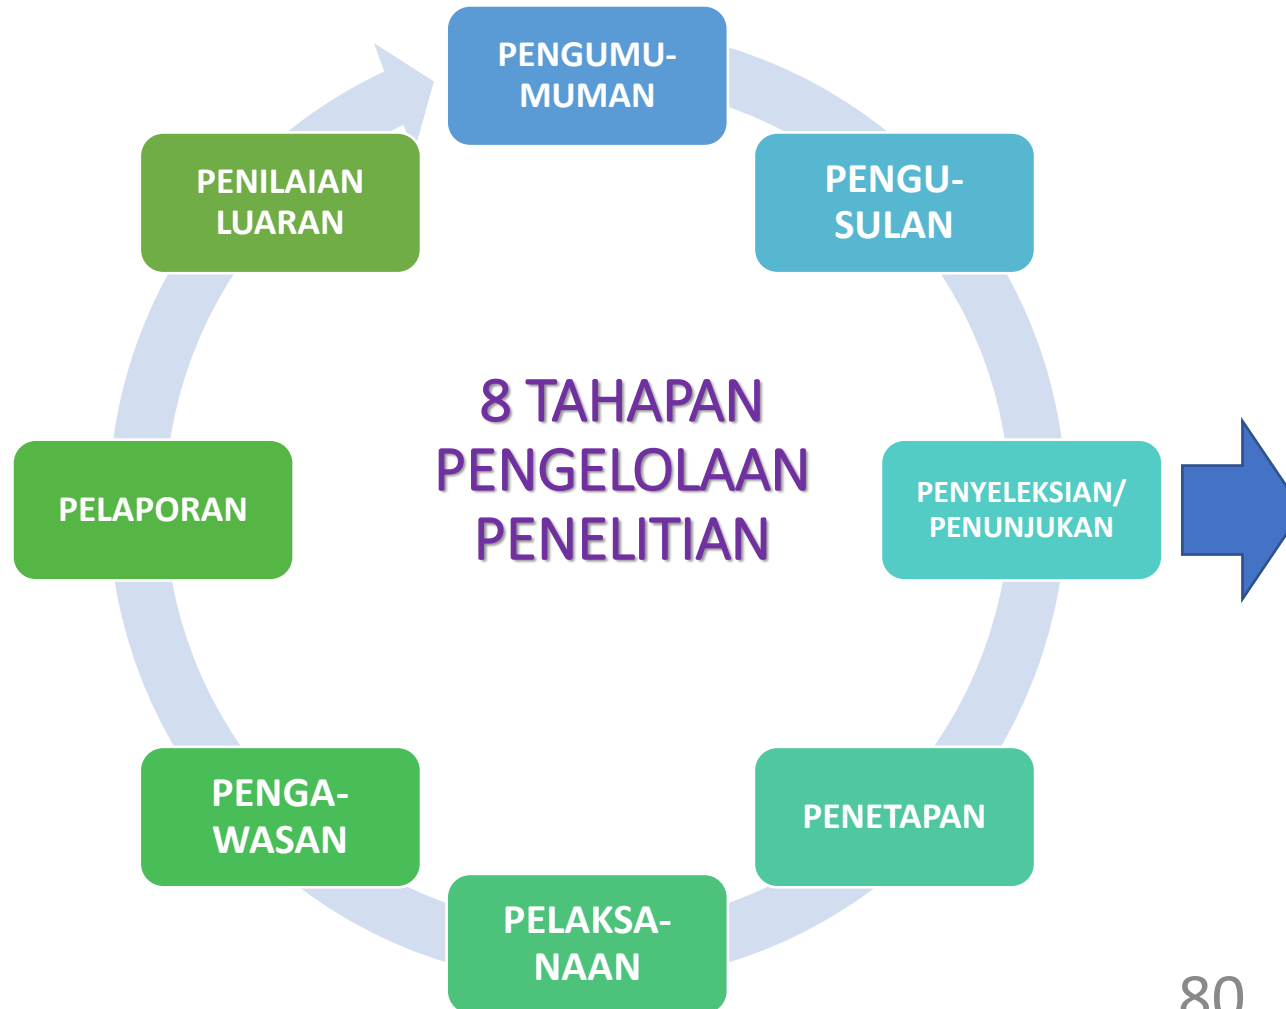 PENGUMU-
MUMAN
PENGU-
SULAN
PENYELEKSIAN/
PENUNJUKAN
PENETAPAN
PELAKSA-
NAAN
PENGA-
WASAN
PELAPORAN
PENILAIAN
LUARAN
8 TAHAPAN
PENGELOLAAN
PENELITIAN
80